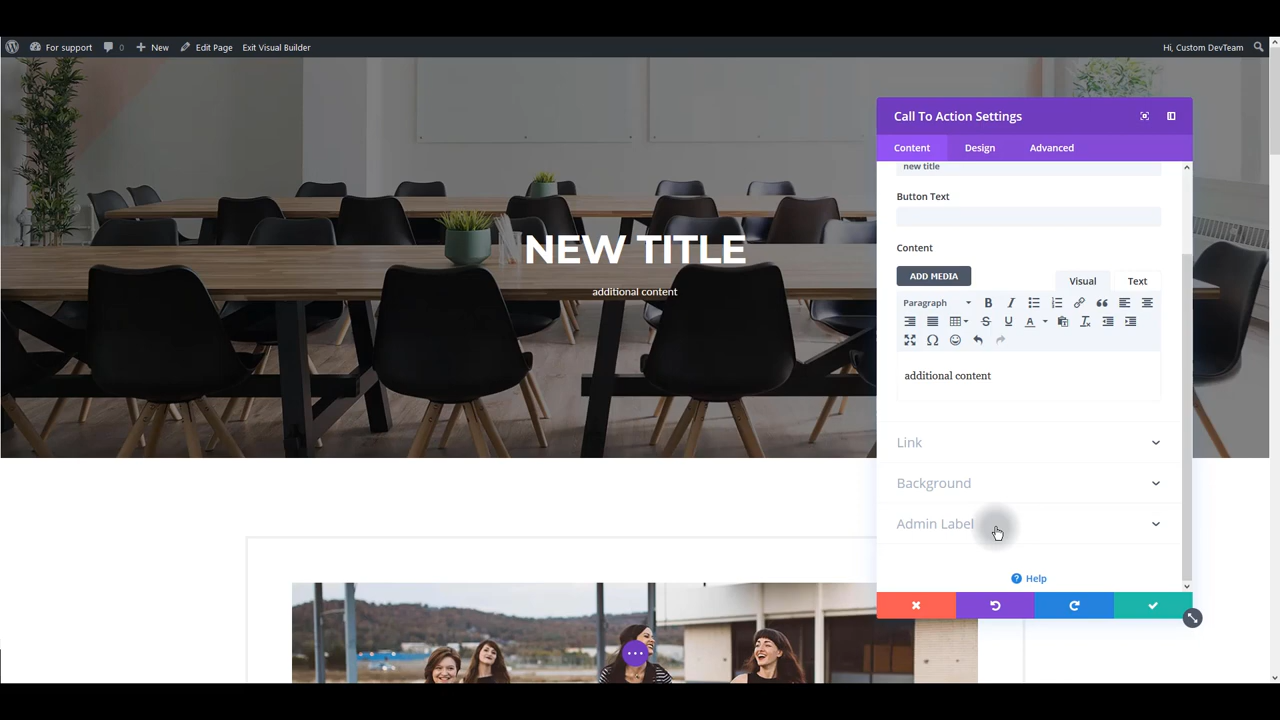 For support
0
New
Edit Page
Exit Visual Builder
Hi, Custom DevTeam
Call To Action Settings
Content
Design
Advanced
new title
Button Text
Content
ADD MEDIA
Visual
Text
Paragraph
B
I
U
A
additional content
Link
Background
Admin Label
Help
NEW TITLE
additional content